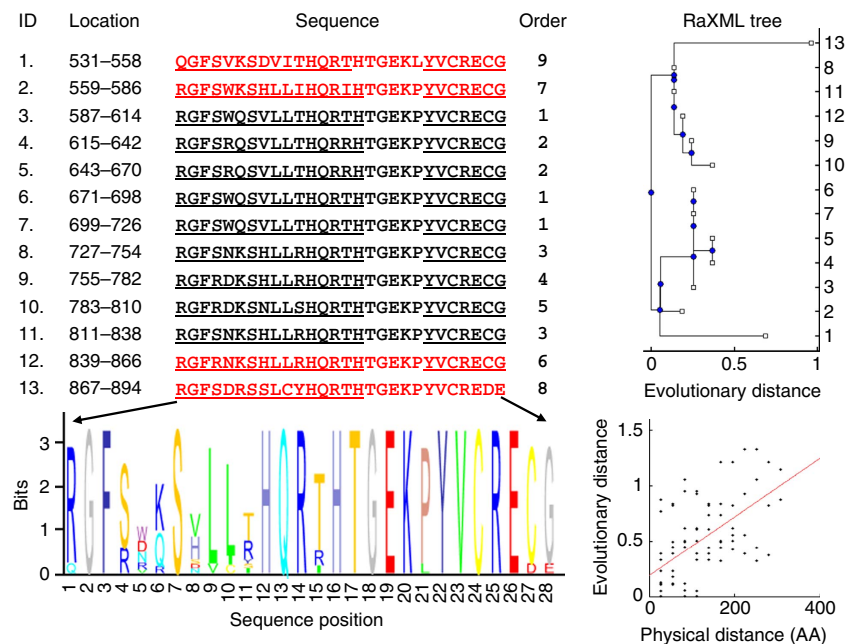 ID Location Sequence Order
1. 531–558 QGFSVKSDVITHQRTHTGEKLYVCRECG 9
2. 559–586 RGFSWKSHLLIHQRIHTGEKPYVCRECG 7
3. 587–614 RGFSWQSVLLTHQRTHTGEKPYVCRECG 1
4. 615–642 RGFSRQSVLLTHQRRHTGEKPYVCRECG 2
5. 643–670 RGFSRQSVLLTHQRRHTGEKPYVCRECG 2
6. 671–698 RGFSWQSVLLTHQRTHTGEKPYVCRECG 1
7. 699–726 RGFSWQSVLLTHQRTHTGEKPYVCRECG 1
8. 727–754 RGFSNKSHLLRHQRTHTGEKPYVCRECG 3
9. 755–782 RGFRDKSHLLRHQRTHTGEKPYVCRECG 4
10. 783–810 RGFRDKSNLLSHQRTHTGEKPYVCRECG 5
11. 811–838 RGFSNKSHLLRHQRTHTGEKPYVCRECG 3
12. 839–866 RGFRNKSHLLRHQRTHTGEKPYVCRECG 6
13. 867–894 RGFSDRSSLCYHQRTHTGEKPYVCREDE 8
RaXML tree
13
8
11
12
9
10
6
7
5
4
3
2
1
0 0.5 1
Evolutionary distance
Bits
3
2
1
0
RGFSWKSVLLTHQRTHTGEKPYVCRECG
1 2 3 4 5 6 7 8 9 10 11 12 13 14 15 16 17 18 19 20 21 22 23 24 25 26 27 28
Sequence position
Evolutionary distance
1.5
1
0.5
0
0 200 400
Physical distance (AA)